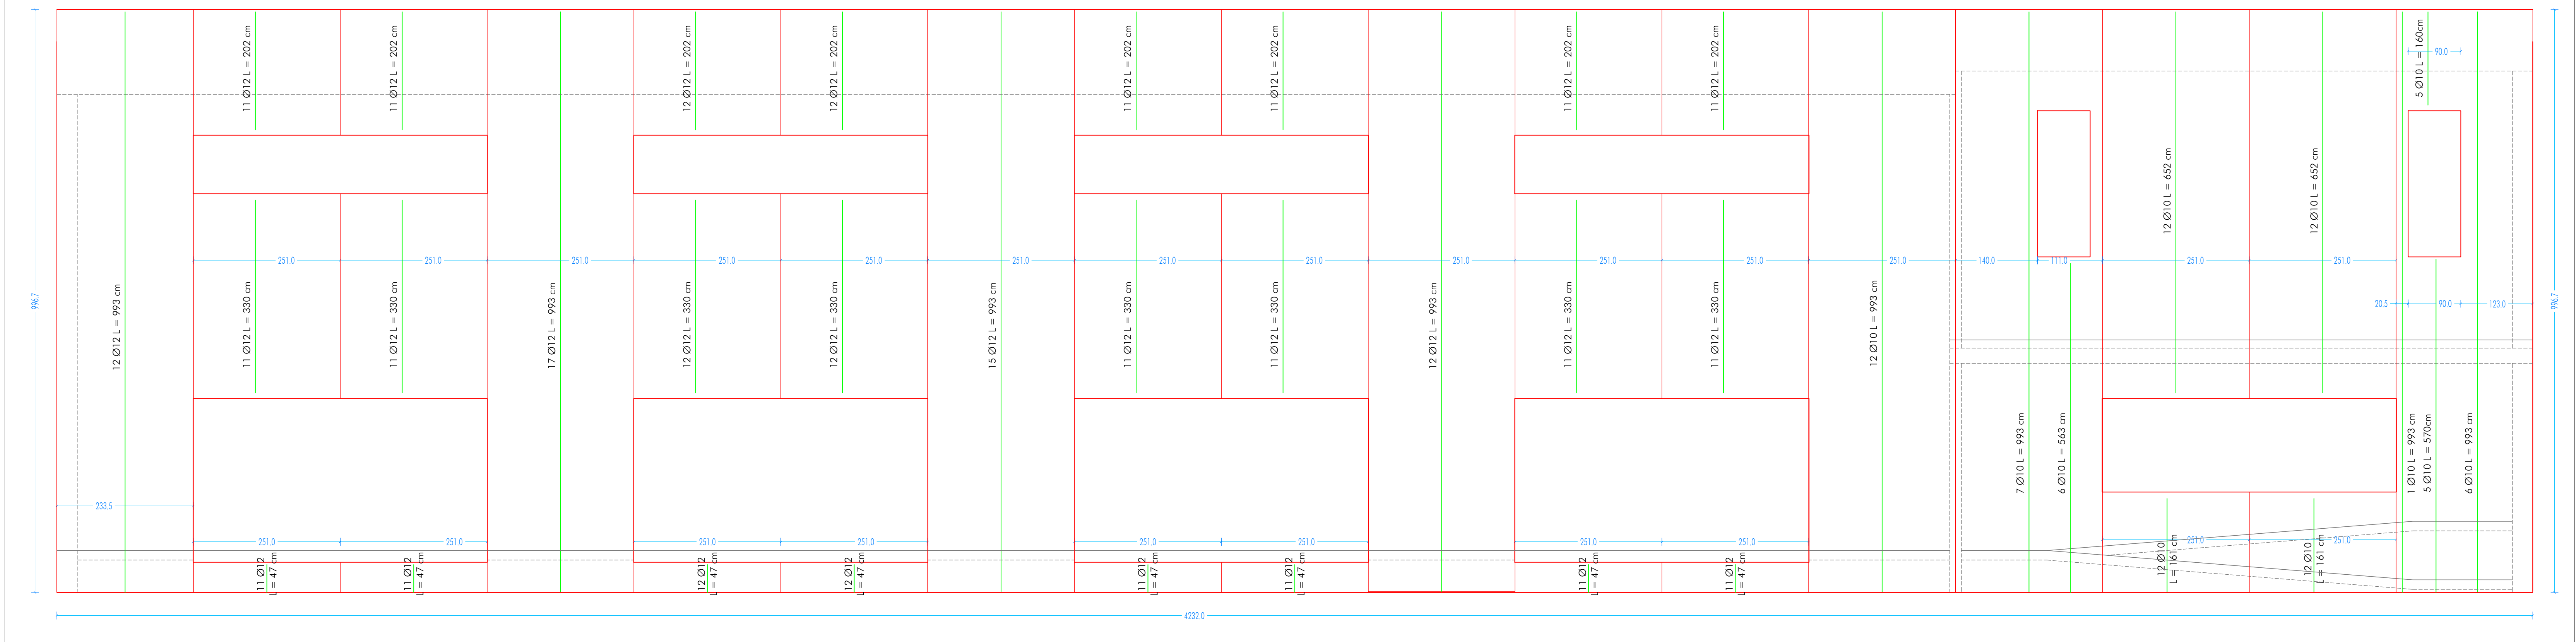 11 Ø12 L = 202 cm
11 Ø12 L = 202 cm
12 Ø12 L = 202 cm
12 Ø12 L = 202 cm
11 Ø12 L = 202 cm
11 Ø12 L = 202 cm
11 Ø12 L = 202 cm
11 Ø12 L = 202 cm
5 Ø10 L = 160cm
90.0
12 Ø10 L = 652 cm
12 Ø10 L = 652 cm
251.0
251.0
251.0
251.0
251.0
251.0
251.0
251.0
251.0
251.0
251.0
251.0
140.0
111.0
251.0
251.0
996.7
20.5
90.0
123.0
996.7
12 Ø12 L = 993 cm
11 Ø12 L = 330 cm
11 Ø12 L = 330 cm
17 Ø12 L = 993 cm
12 Ø12 L = 330 cm
12 Ø12 L = 330 cm
15 Ø12 L = 993 cm
11 Ø12 L = 330 cm
11 Ø12 L = 330 cm
12 Ø12 L = 993 cm
11 Ø12 L = 330 cm
11 Ø12 L = 330 cm
12 Ø10 L = 993 cm
7 Ø10 L = 993 cm
6 Ø10 L = 563 cm
1 Ø10 L = 993 cm
5 Ø10 L = 570cm
6 Ø10 L = 993 cm
233.5
251.0
251.0
251.0
251.0
251.0
251.0
251.0
251.0
251.0
251.0
11 Ø12
L = 47 cm
11 Ø12
L = 47 cm
12 Ø12
L = 47 cm
12 Ø12
L = 47 cm
11 Ø12
L = 47 cm
11 Ø12
L = 47 cm
11 Ø12
L = 47 cm
11 Ø12
L = 47 cm
12 Ø10
L = 161 cm
12 Ø10
L = 161 cm
4232.0